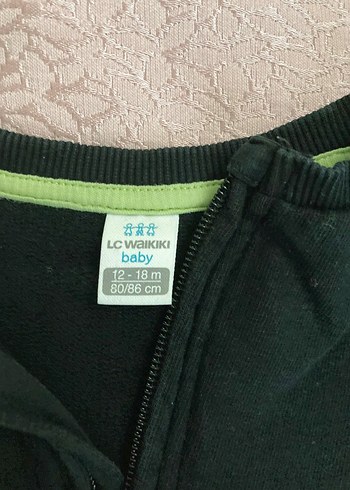 LC WAIKIKI
baby
12 - 18 m
80/86 cm